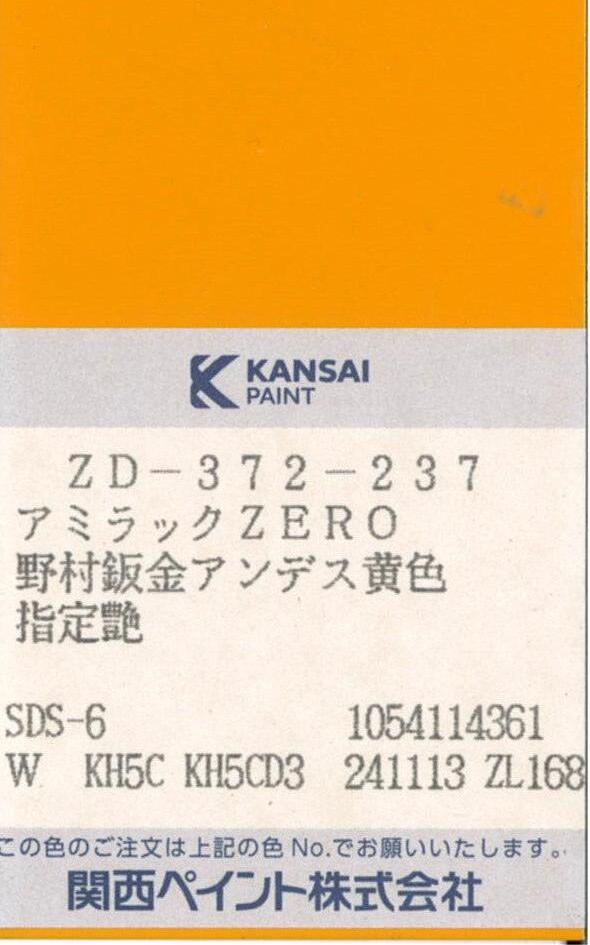 KANSAI
PAINT
ZD-372-237
アミラックZERO
野村鈑金アンデス黄色
指定艶
SDS-6 1054114361
W KH5C KH5CD3 241113 ZL168
この色のご注文は上記の色No.でお願いいたします。
関西ペイント株式会社